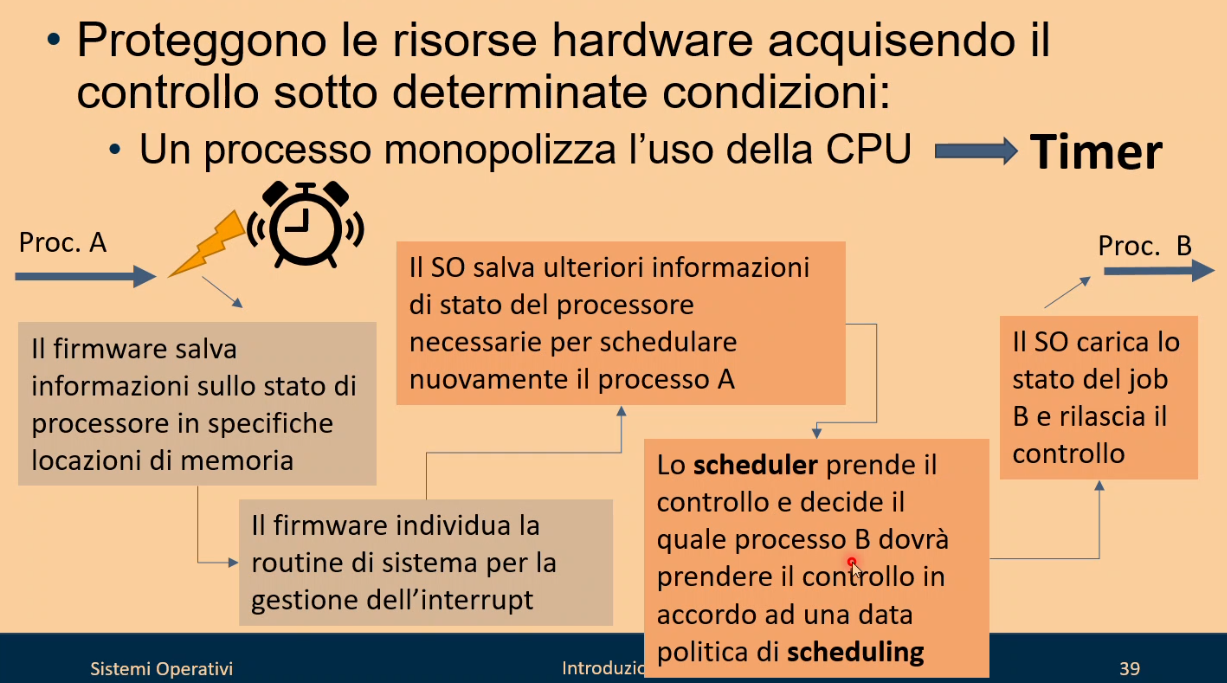 • Proteggono le risorse hardware acquisendo il
controllo sotto determinate condizioni:
• Un processo monopolizza l'uso della CPU
Timer
Proc. A
Il firmware salva
informazioni sullo stato di
processore in specifiche
locazioni di memoria
Il firmware individua la
routine di sistema per la
gestione dell'interrupt
Il SO salva ulteriori informazioni
di stato del processore
necessarie per schedulare
nuovamente il processo A
Lo scheduler prende il
controllo e decide il
quale processo B dovrà
prendere il controllo in
accordo ad una data
politica di scheduling
Il SO carica lo
stato del job
B e rilascia il
controllo
Proc. B
Sistemi Operativi
Introduzio
39